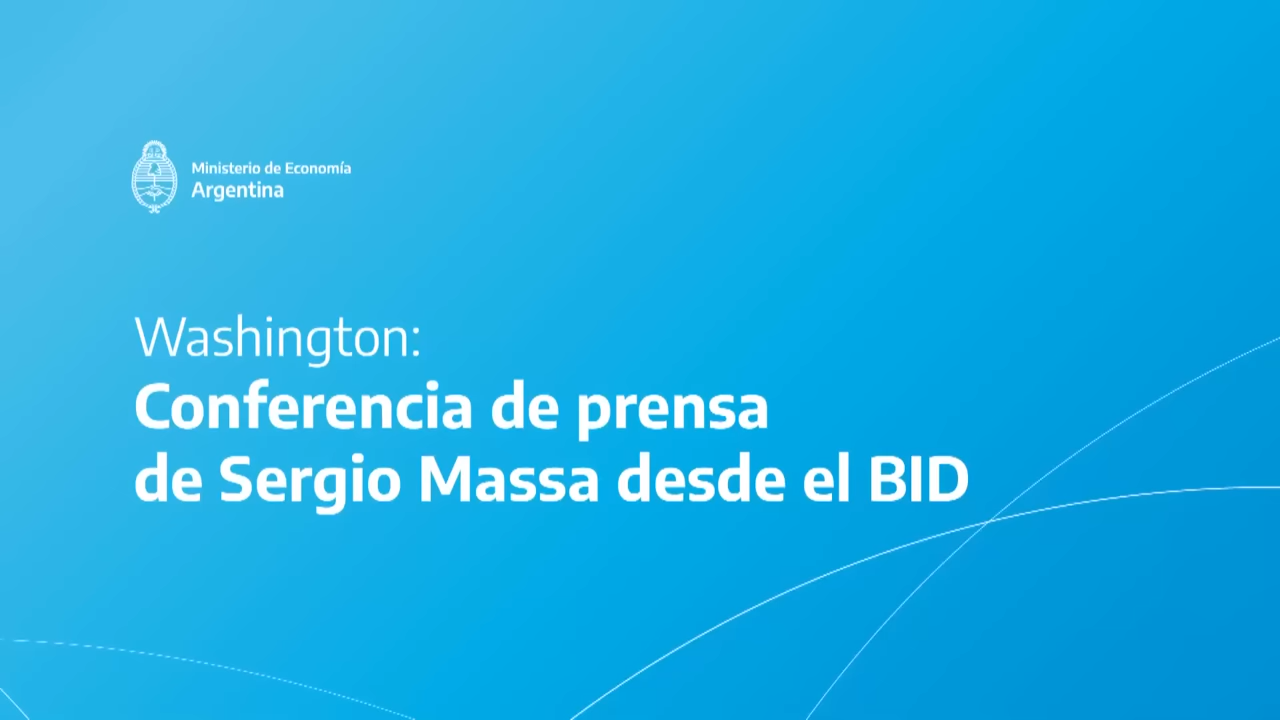 Ministerio de Economía
Argentina
Washington:
Conferencia de prensa
de Sergio Massa desde el BID